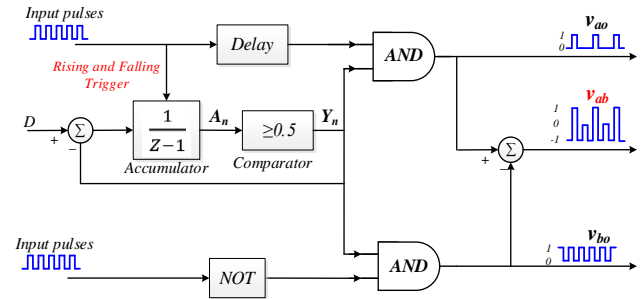 Input pulses
Delay
AND
1
0
v_ao
Rising and Falling
Trigger
D
+
−
Σ
1
Z−1
Accumulator
A_n
≥0.5
Comparator
Y_n
v_ab
1
0
-1
+
−
Σ
Input pulses
NOT
AND
1
0
v_bo